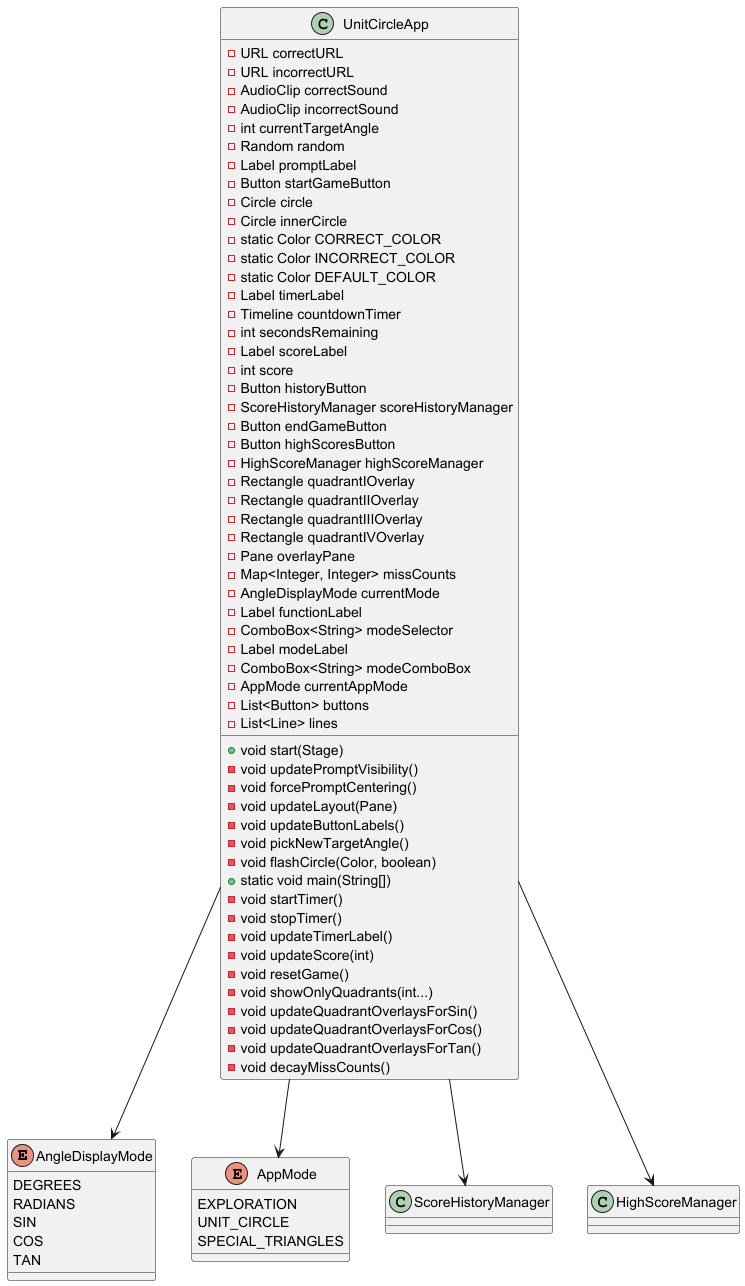 C UnitCircleApp
URL correctURL
URL incorrectURL
AudioClip correctSound
AudioClip incorrectSound
int currentTargetAngle
Random random
Label promptLabel
Button startGameButton
Circle circle
Circle innerCircle
static Color CORRECT_COLOR
static Color INCORRECT_COLOR
static Color DEFAULT_COLOR
Label timerLabel
Timeline countdownTimer
int secondsRemaining
Label scoreLabel
int score
Button historyButton
ScoreHistoryManager scoreHistoryManager
Button endGameButton
Button highScoresButton
HighScoreManager highScoreManager
Rectangle quadrantIOverlay
Rectangle quadrantIIOverlay
Rectangle quadrantIIIOverlay
Rectangle quadrantIVOverlay
Pane overlayPane
Map<Integer, Integer> missCounts
AngleDisplayMode currentMode
Label functionLabel
ComboBox<String> modeSelector
Label modeLabel
ComboBox<String> modeComboBox
AppMode currentAppMode
List<Button> buttons
List<Line> lines
void start(Stage)
void updatePromptVisibility()
void forcePromptCentering()
void updateLayout(Pane)
void updateButtonLabels()
void pickNewTargetAngle()
void flashCircle(Color, boolean)
static void main(String[])
void startTimer()
void stopTimer()
void updateTimerLabel()
void updateScore(int)
void resetGame()
void showOnlyQuadrants(int...)
void updateQuadrantOverlaysForSin()
void updateQuadrantOverlaysForCos()
void updateQuadrantOverlaysForTan()
void decayMissCounts()
E AngleDisplayMode
DEGREES
RADIANS
SIN
COS
TAN
E AppMode
EXPLORATION
UNIT_CIRCLE
SPECIAL_TRIANGLES
C ScoreHistoryManager
C HighScoreManager